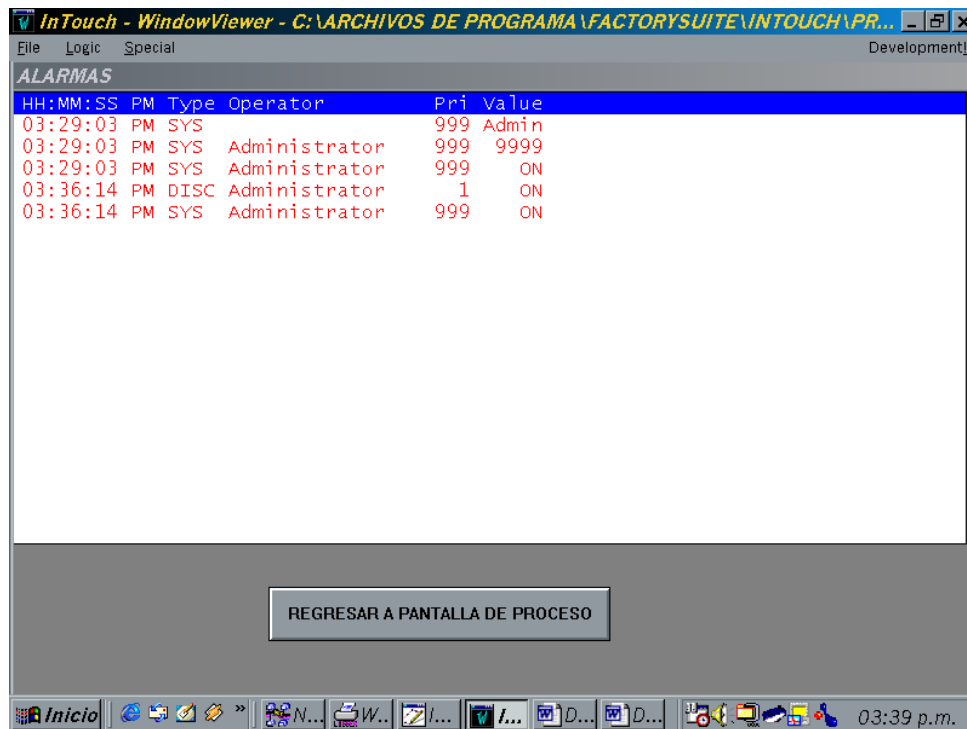 InTouch - WindowViewer - C:\ARCHIVOS DE PROGRAMA\FACTORYSUITE\INTOUCH\PR...
File Logic Special Development!
ALARMAS
HH:MM:SS PM Type Operator Pri Value
03:29:03 PM SYS 999 Admin
03:29:03 PM SYS Administrator 999 9999
03:29:03 PM SYS Administrator 999 ON
03:36:14 PM DISC Administrator 1 ON
03:36:14 PM SYS Administrator 999 ON
REGRESAR A PANTALLA DE PROCESO
Inicio » N... W... I... I... D... D... 03:39 p.m.